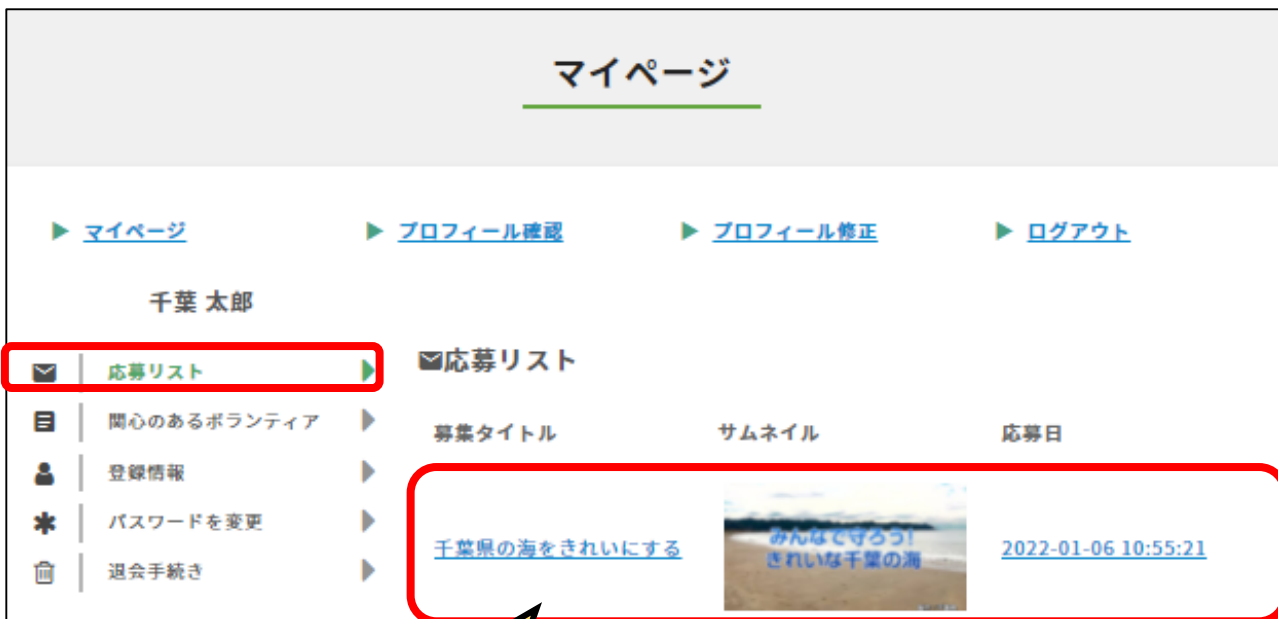 マイページ
マイページ
プロフィール確認
プロフィール修正
ログアウト
千葉 太郎
応募リスト
関心のあるボランティア
登録情報
パスワードを変更
退会手続き
応募リスト
募集タイトル サムネイル 応募日
千葉県の海をきれいにする
みんなで守ろう!
きれいな千葉の海
2022-01-06 10:55:21